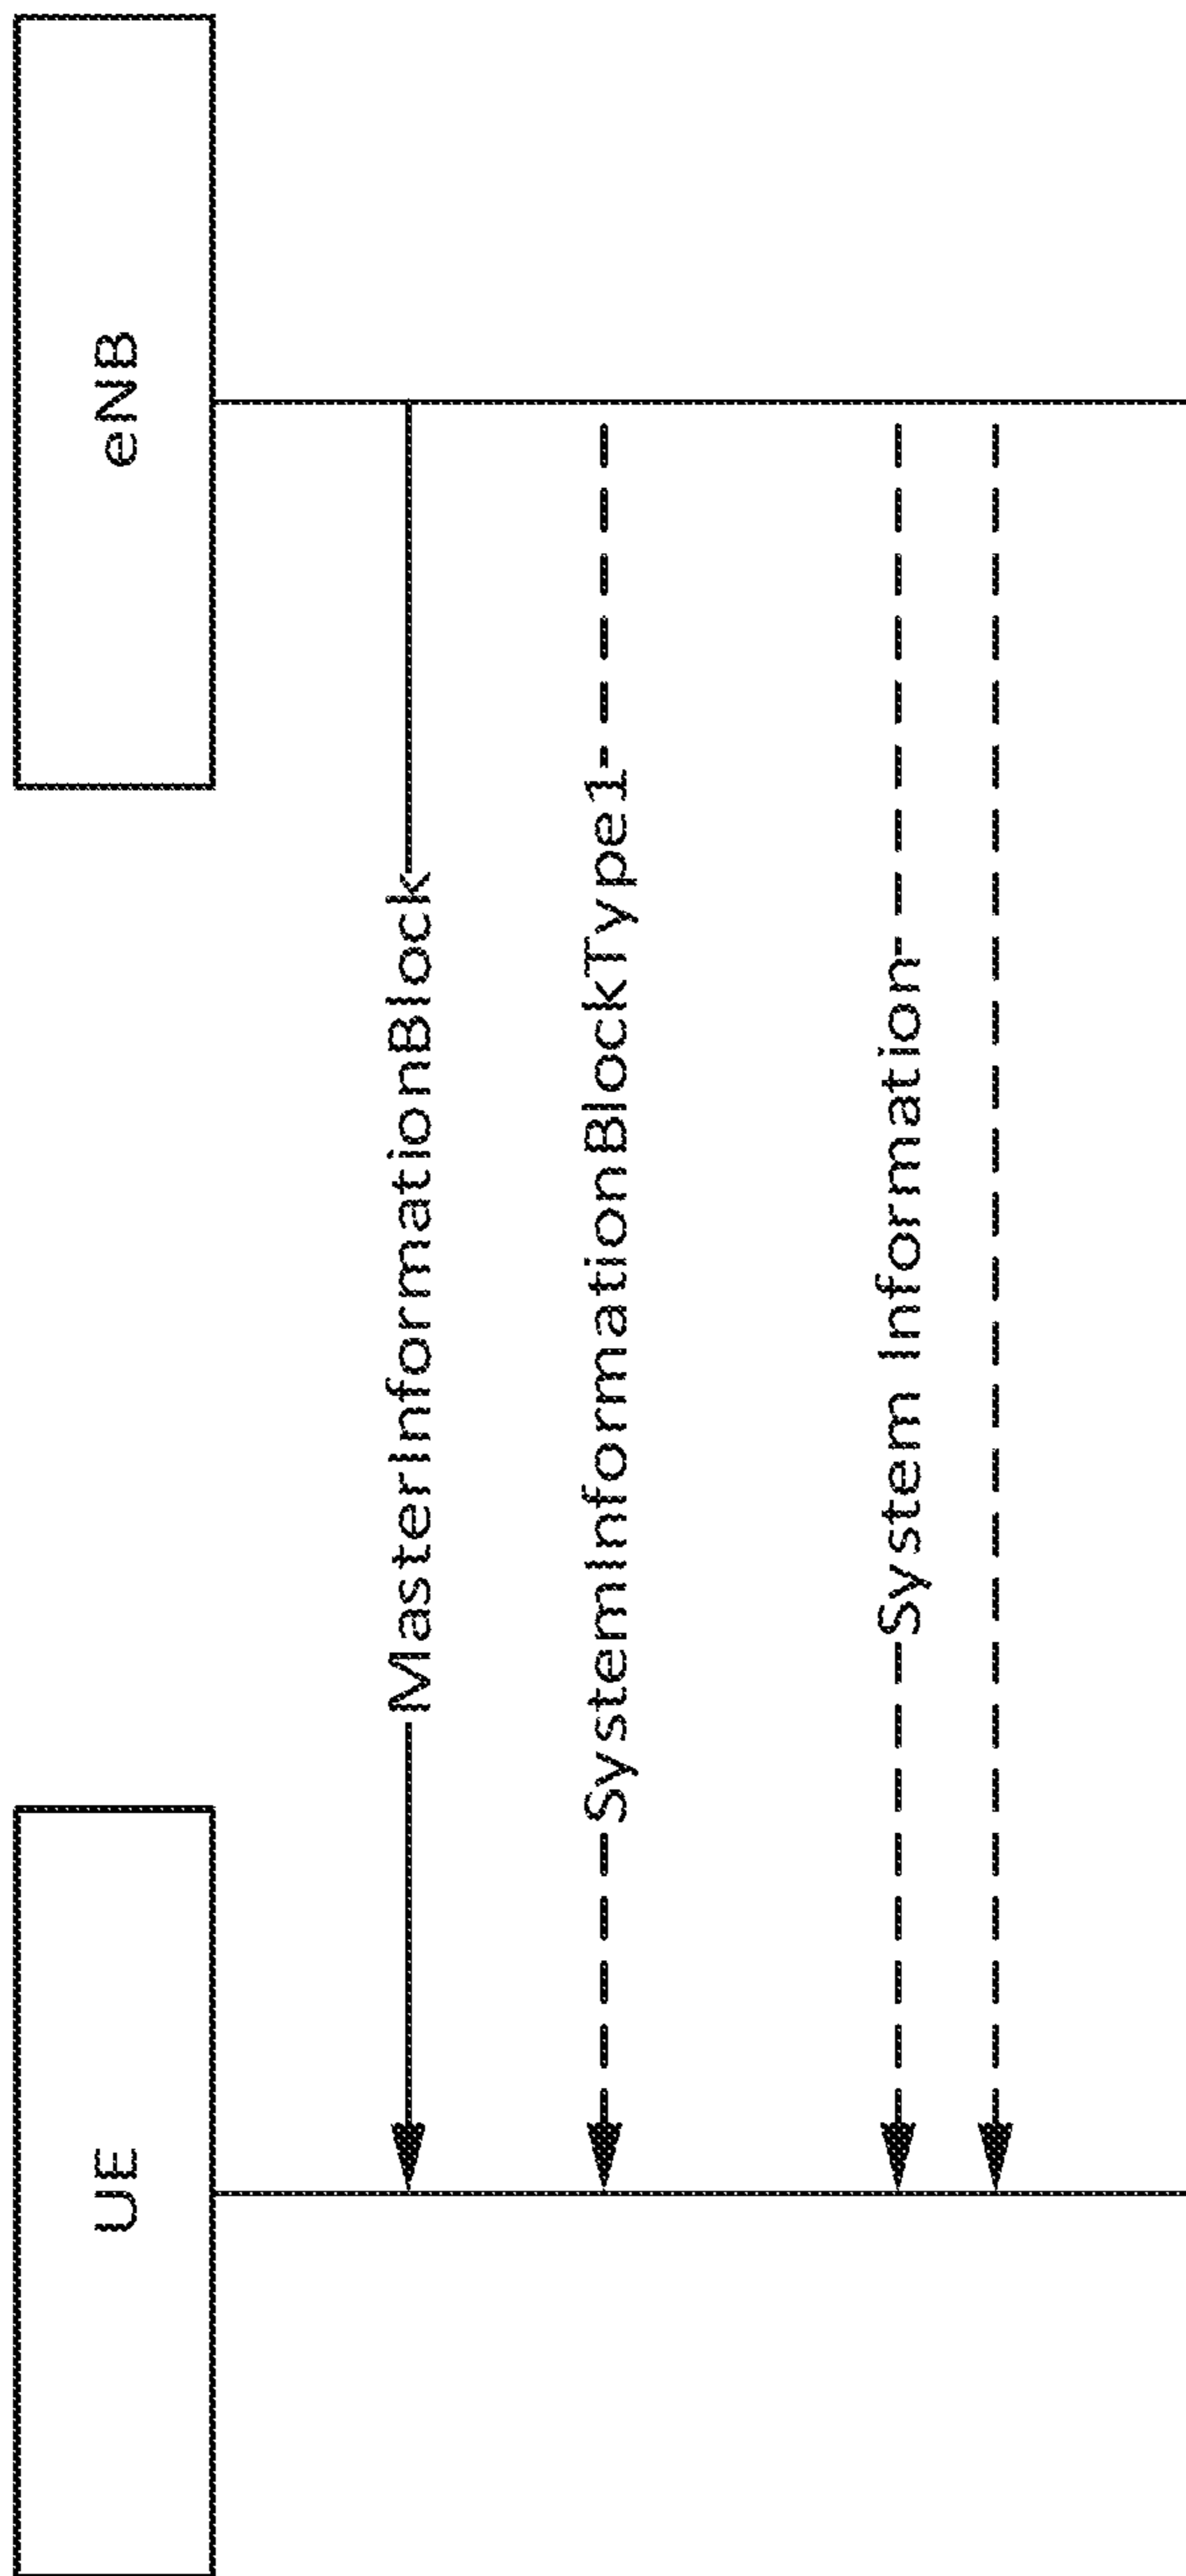 UE
eNB
MasterInformationBlock
SystemInformationBlockType1
System Information